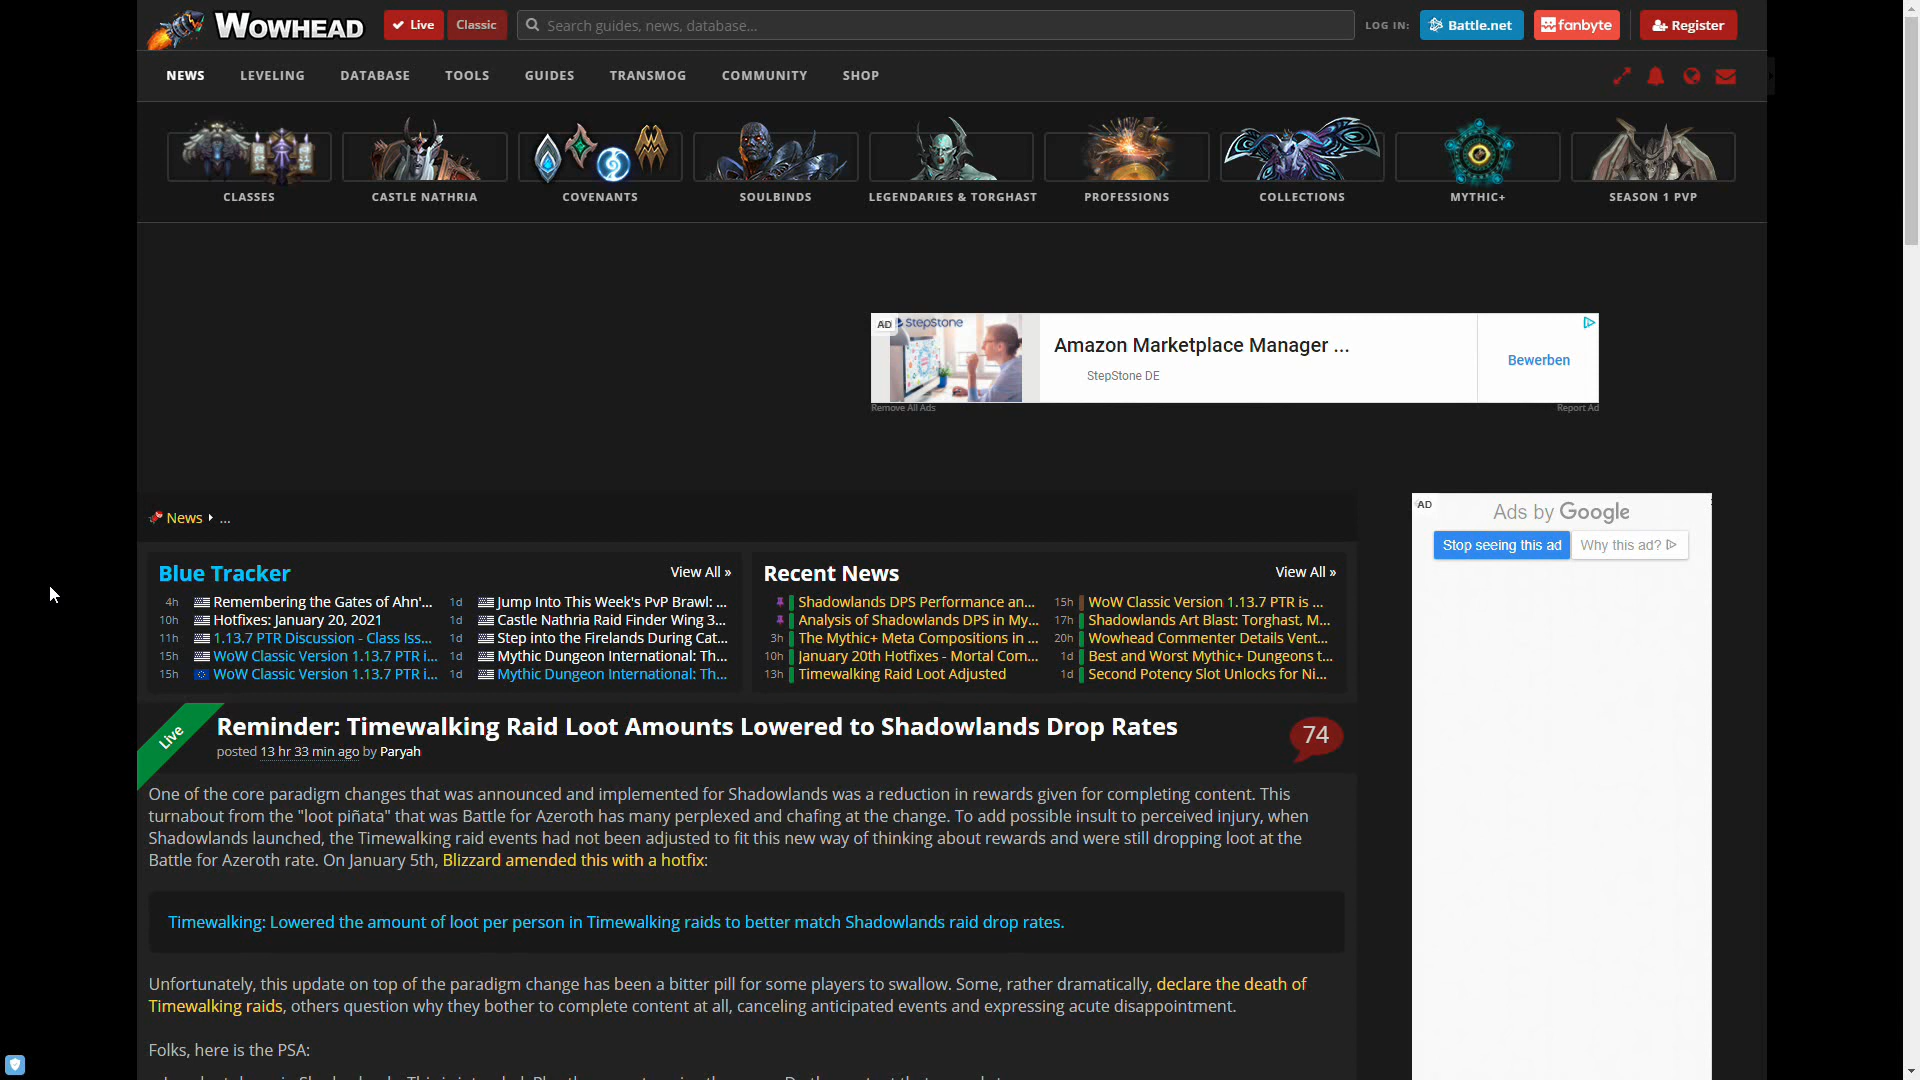 WOWHEAD
Live
Classic
Search guides, news, database...
LOG IN:
Battle.net
fanbyte
Register
NEWS
LEVELING
DATABASE
TOOLS
GUIDES
TRANSMOG
COMMUNITY
SHOP
CLASSES
CASTLE NATHRIA
COVENANTS
SOULBINDS
LEGENDARIES & TORGHAST
PROFESSIONS
COLLECTIONS
MYTHIC+
SEASON 1 PVP
AD
StepStone
Amazon Marketplace Manager ...
StepStone DE
Bewerben
Remove All Ads
Report Ad
News
...
Blue Tracker
View All »
4h Remembering the Gates of Ahn'...
10h Hotfixes: January 20, 2021
11h 1.13.7 PTR Discussion - Class Iss...
15h WoW Classic Version 1.13.7 PTR i...
15h WoW Classic Version 1.13.7 PTR i...
1d Jump Into This Week's PvP Brawl: ...
1d Castle Nathria Raid Finder Wing 3...
1d Step into the Firelands During Cat...
1d Mythic Dungeon International: Th...
1d Mythic Dungeon International: Th...
Recent News
View All »
Shadowlands DPS Performance an...
Analysis of Shadowlands DPS in My...
3h The Mythic+ Meta Compositions in ...
10h January 20th Hotfixes - Mortal Com...
13h Timewalking Raid Loot Adjusted
15h WoW Classic Version 1.13.7 PTR is ...
17h Shadowlands Art Blast: Torghast, M...
20h Wowhead Commenter Details Vent...
1d Best and Worst Mythic+ Dungeons t...
1d Second Potency Slot Unlocks for Ni...
AD
Ads by Google
Stop seeing this ad
Why this ad?
Live
Reminder: Timewalking Raid Loot Amounts Lowered to Shadowlands Drop Rates
posted 13 hr 33 min ago by Paryah
74
One of the core paradigm changes that was announced and implemented for Shadowlands was a reduction in rewards given for completing content. This
turnabout from the "loot piñata" that was Battle for Azeroth has many perplexed and chafing at the change. To add possible insult to perceived injury, when
Shadowlands launched, the Timewalking raid events had not been adjusted to fit this new way of thinking about rewards and were still dropping loot at the
Battle for Azeroth rate. On January 5th, Blizzard amended this with a hotfix:
Timewalking: Lowered the amount of loot per person in Timewalking raids to better match Shadowlands raid drop rates.
Unfortunately, this update on top of the paradigm change has been a bitter pill for some players to swallow. Some, rather dramatically, declare the death of
Timewalking raids, others question why they bother to complete content at all, canceling anticipated events and expressing acute disappointment.
Folks, here is the PSA: